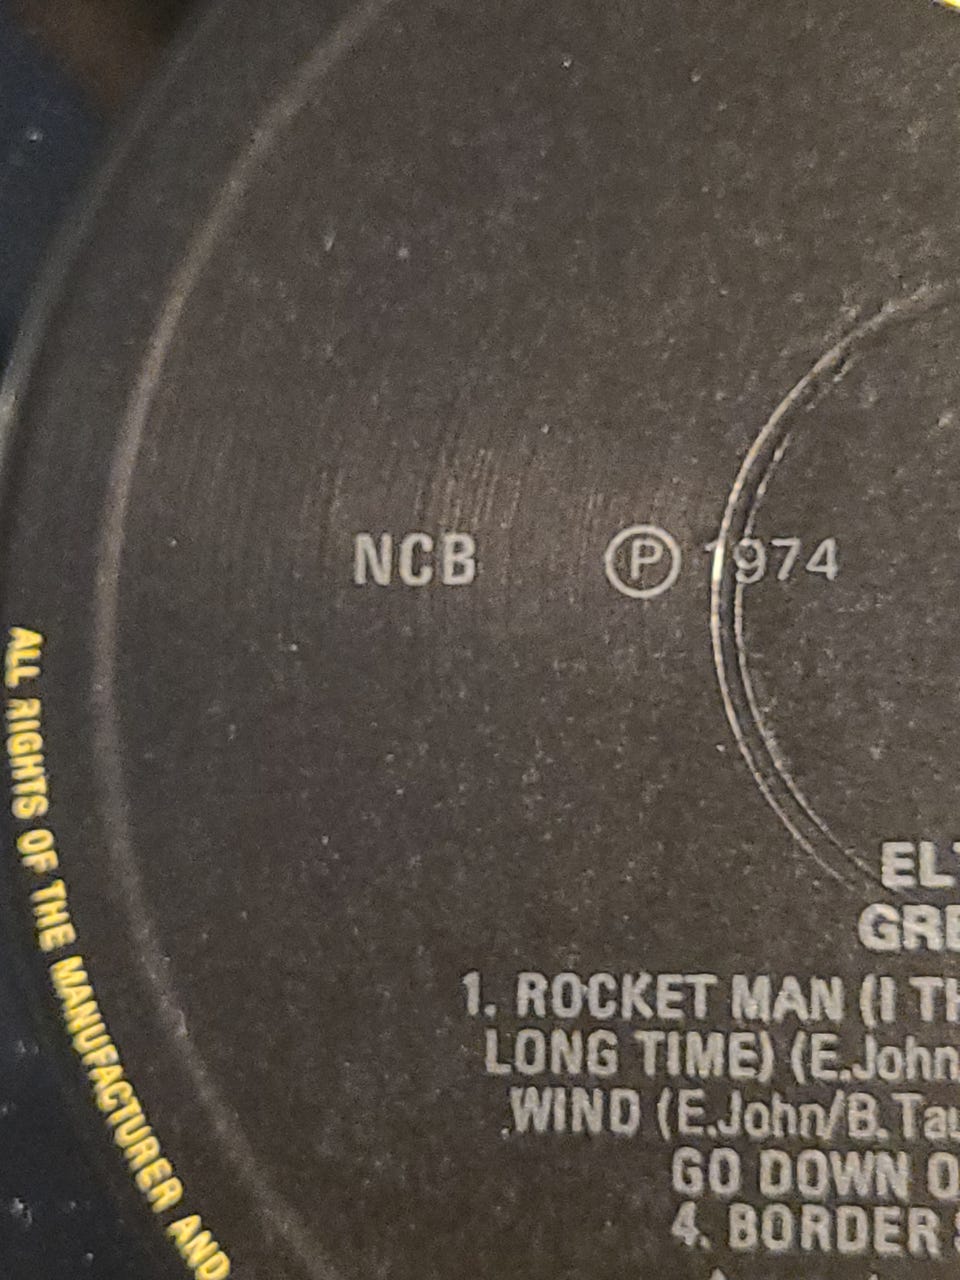 NCB Ⓟ 1974
ALL RIGHTS OF THE MANUFACTURER AND
EL
GRE
1. ROCKET MAN (I TH
LONG TIME) (E.John
WIND (E.John/B.Tau
GO DOWN O
4. BORDER